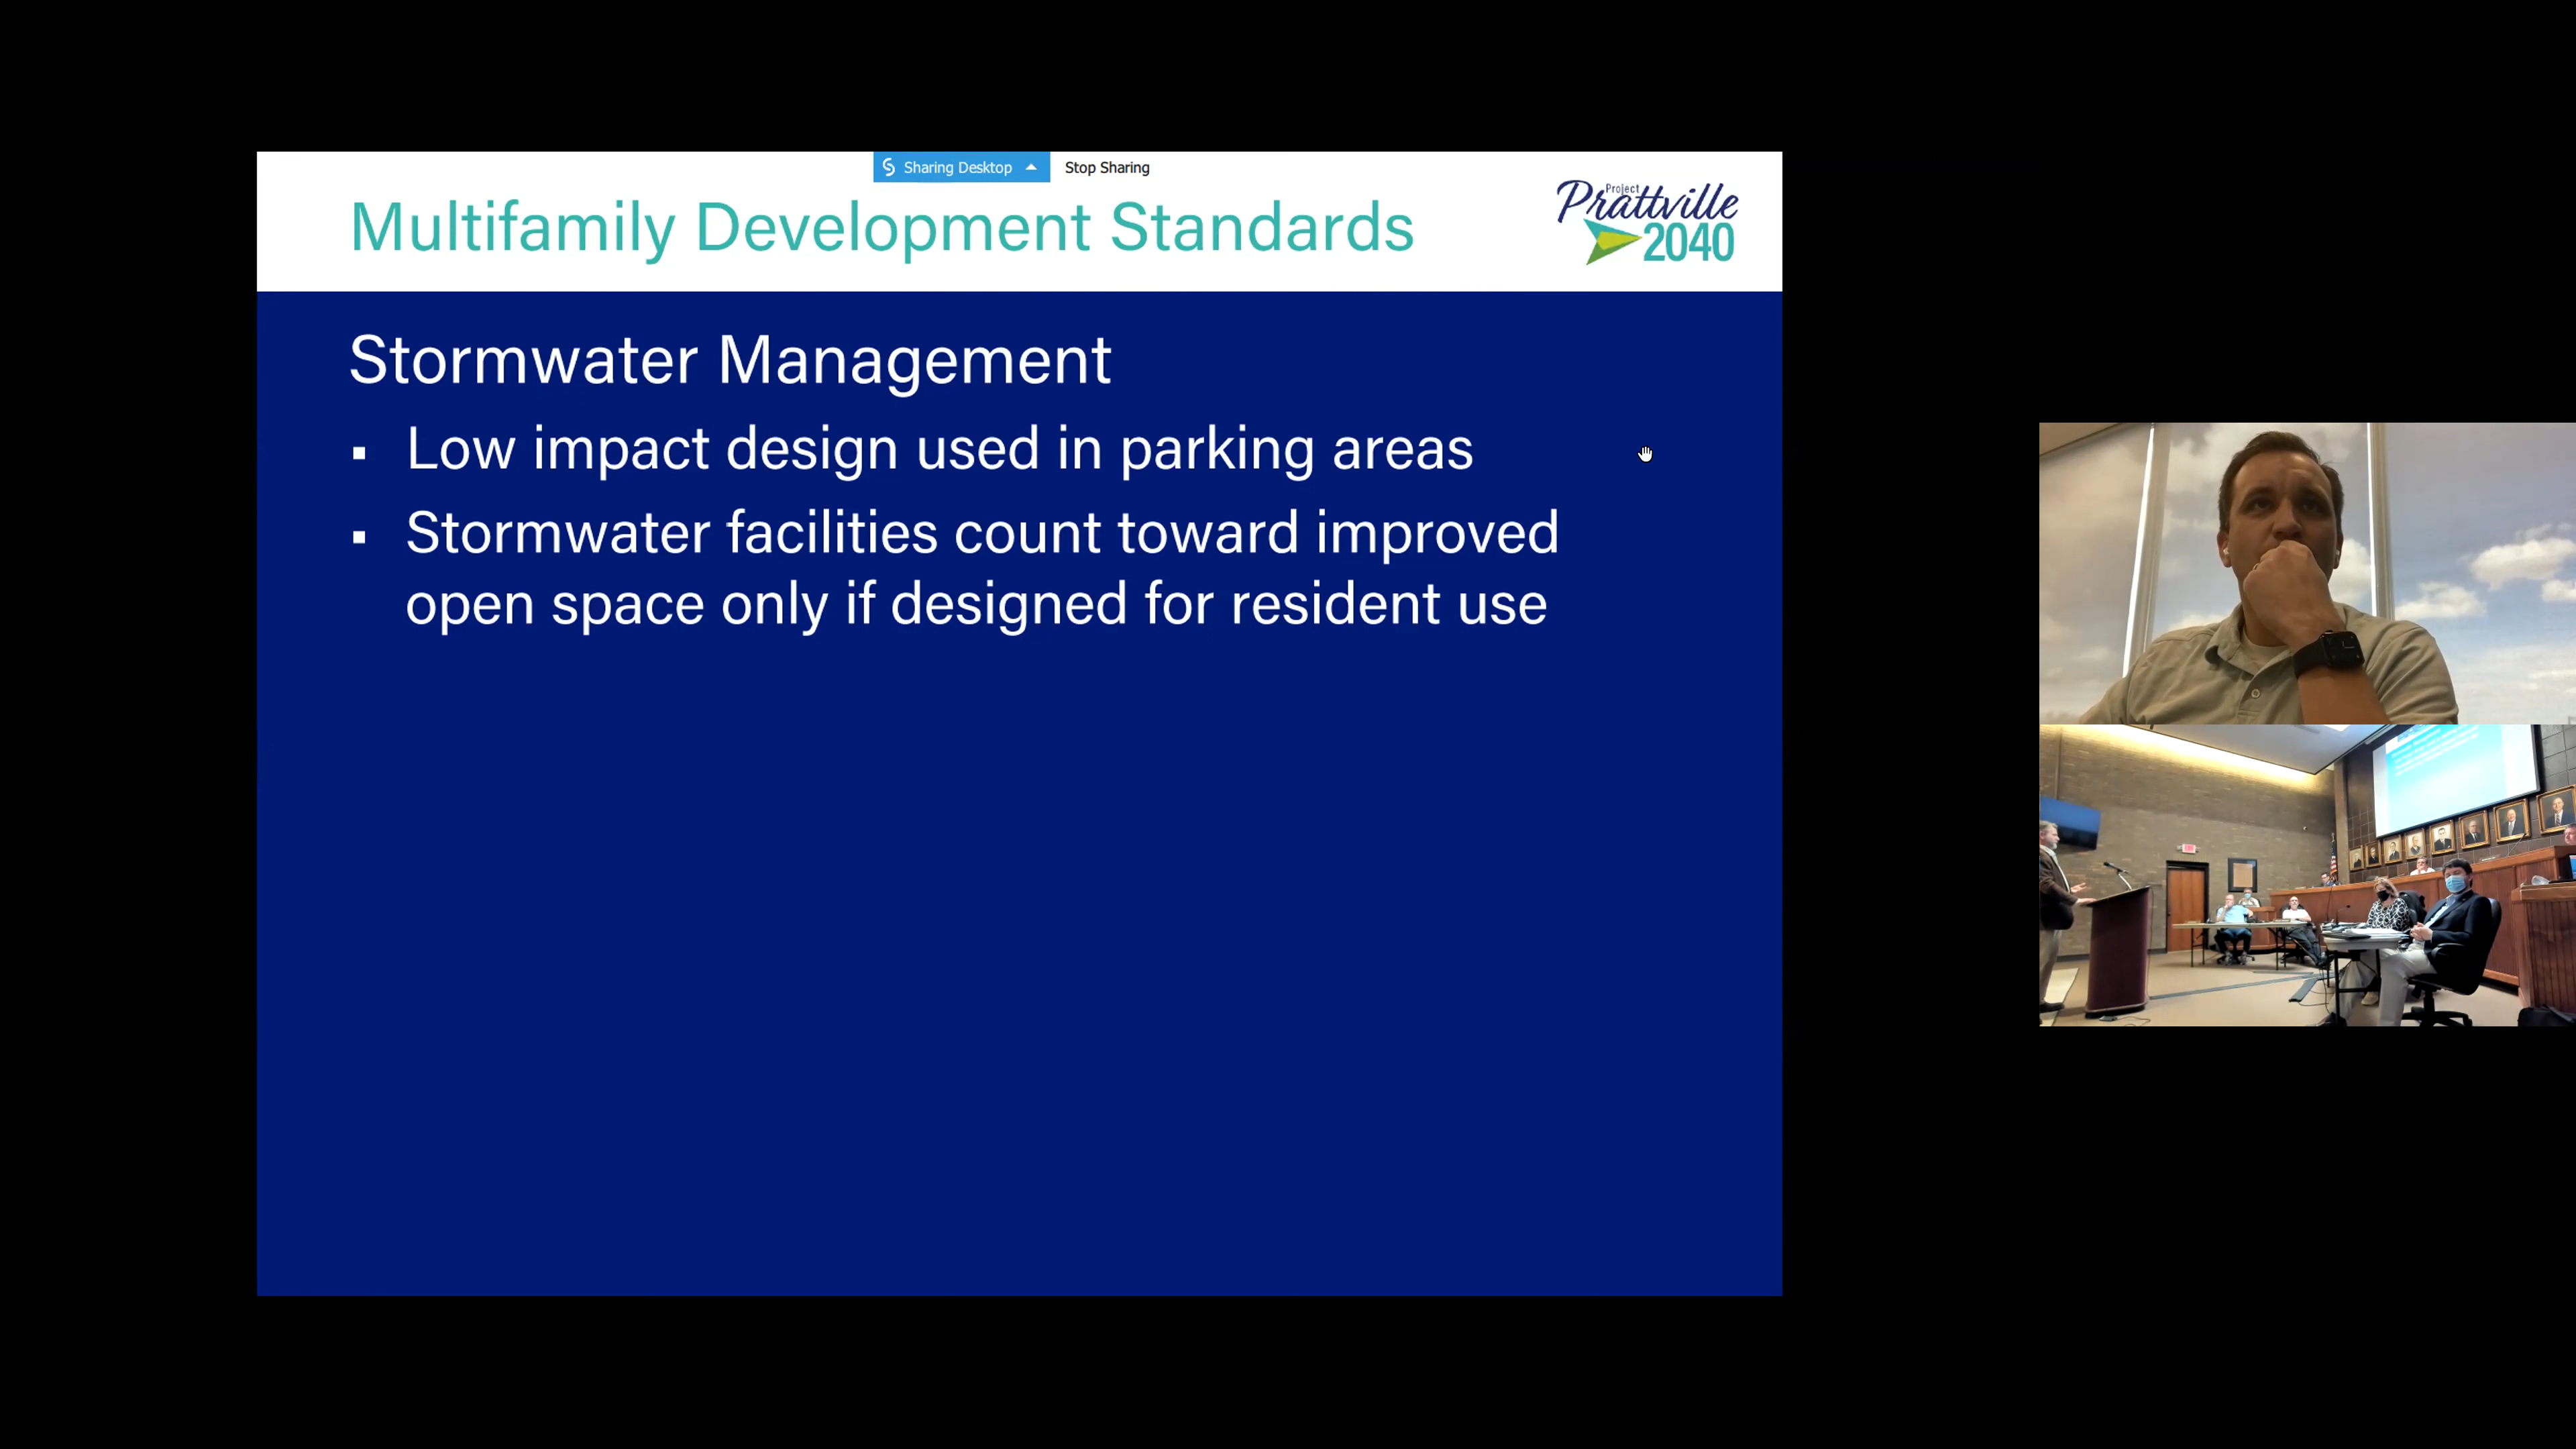 Sharing Desktop Stop Sharing
Multifamily Development Standards
Project
Prattville
2040
Stormwater Management
▪ Low impact design used in parking areas
▪ Stormwater facilities count toward improved
open space only if designed for resident use